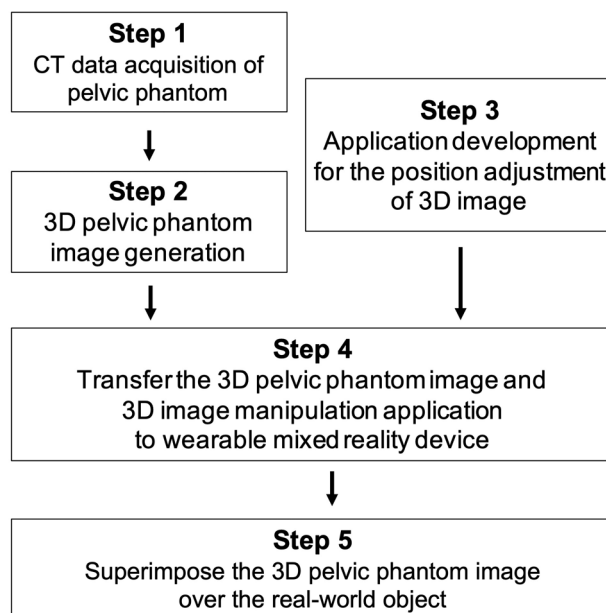 Step 1
CT data acquisition of
pelvic phantom
Step 2
3D pelvic phantom
image generation
Step 3
Application development
for the position adjustment
of 3D image
Step 4
Transfer the 3D pelvic phantom image and
3D image manipulation application
to wearable mixed reality device
Step 5
Superimpose the 3D pelvic phantom image
over the real-world object